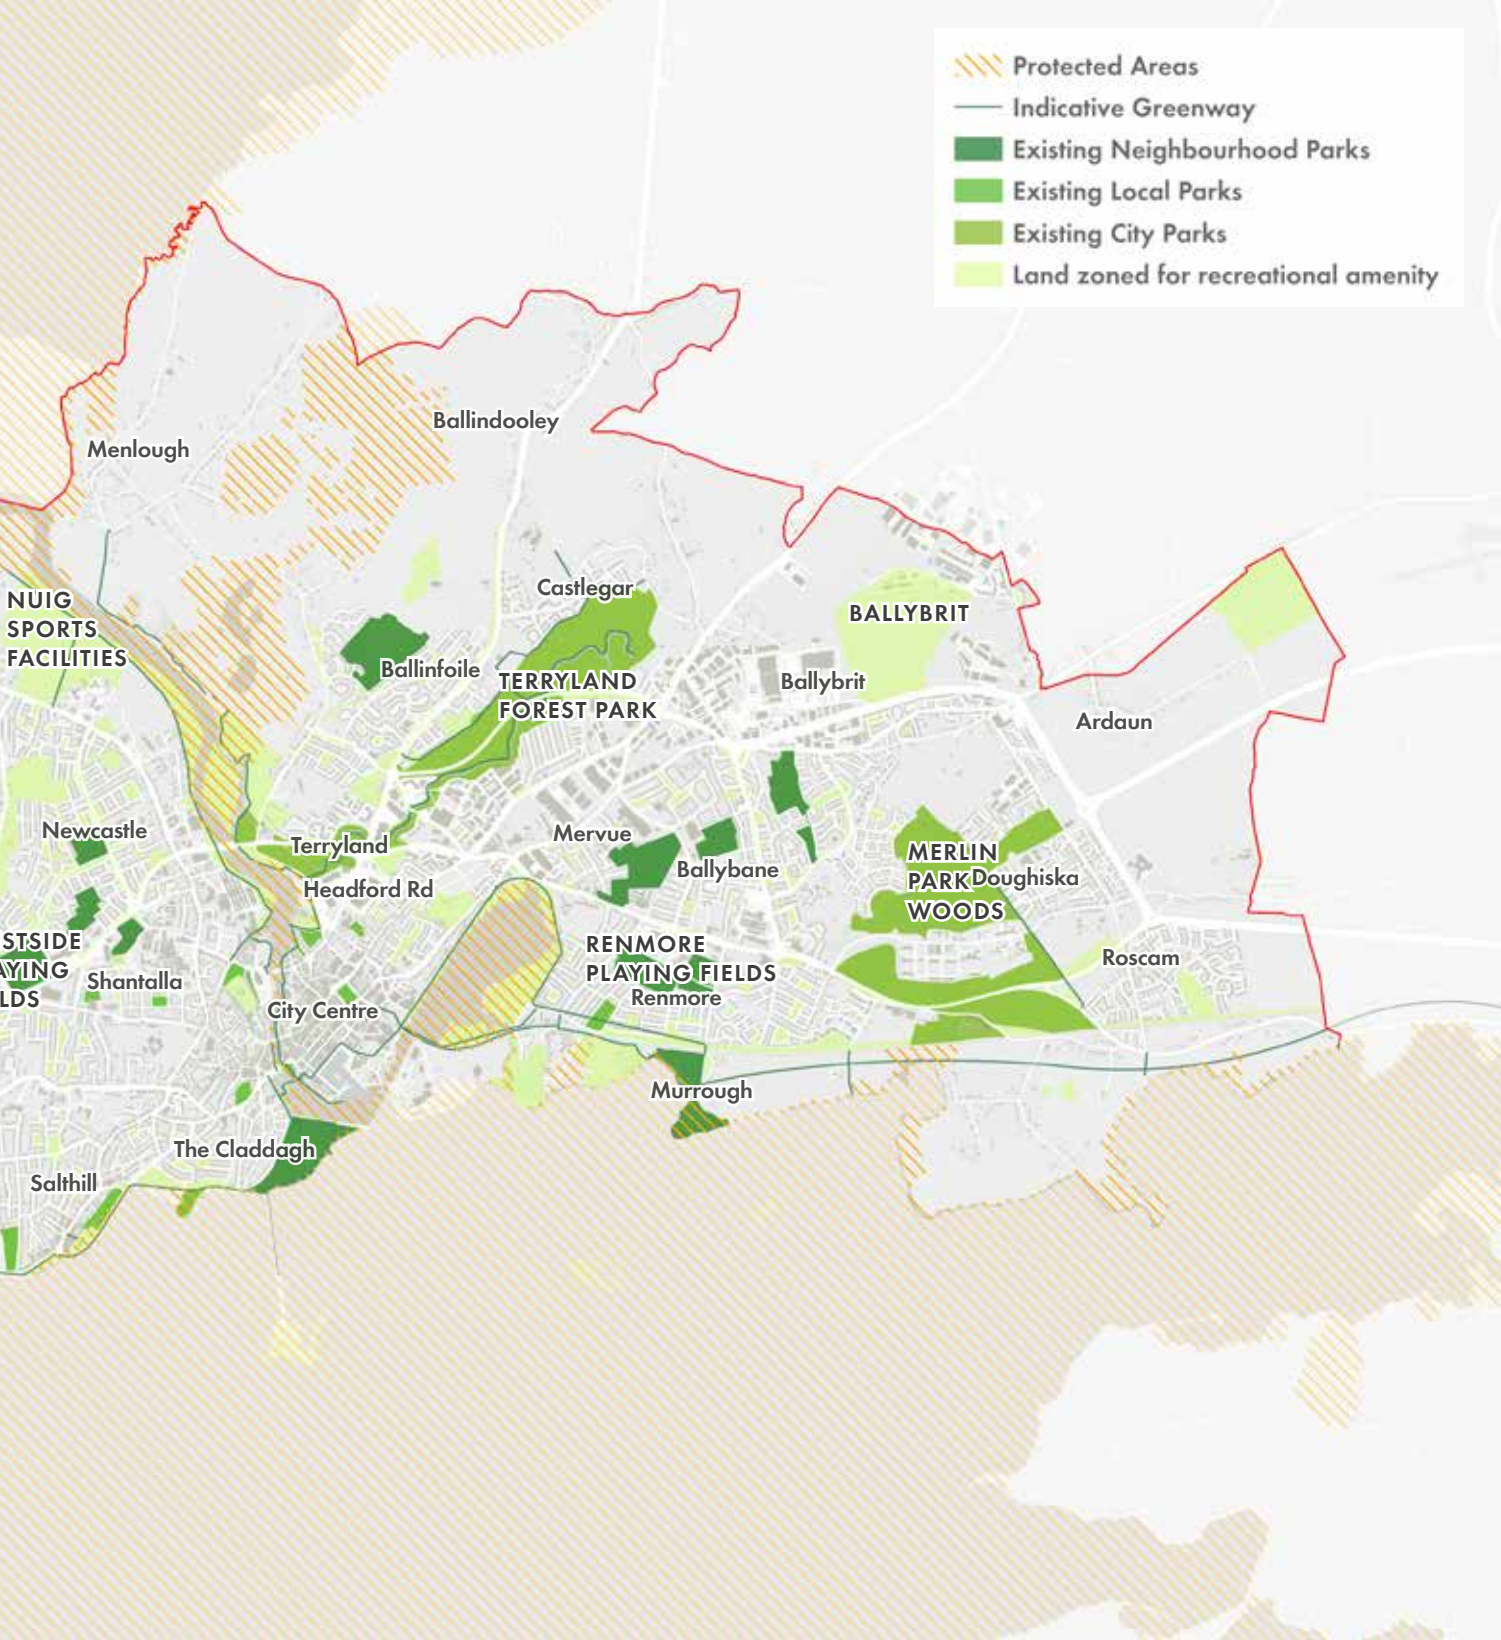 Protected Areas
Indicative Greenway
Existing Neighbourhood Parks
Existing Local Parks
Existing City Parks
Land zoned for recreational amenity
Ballindooley
Menlough
Castlegar
NUIG
SPORTS
FACILITIES
BALLYBRIT
Ballinfoile
TERRYLAND
FOREST PARK
Ballybrit
Ardaun
Newcastle
Terryland
Mervue
Headford Rd
Ballybane
MERLIN
PARK
WOODS
Doughiska
STSIDE
AYING
LDS
Shantalla
RENMORE
PLAYING FIELDS
Renmore
Roscam
City Centre
Murrough
The Claddagh
Salthill